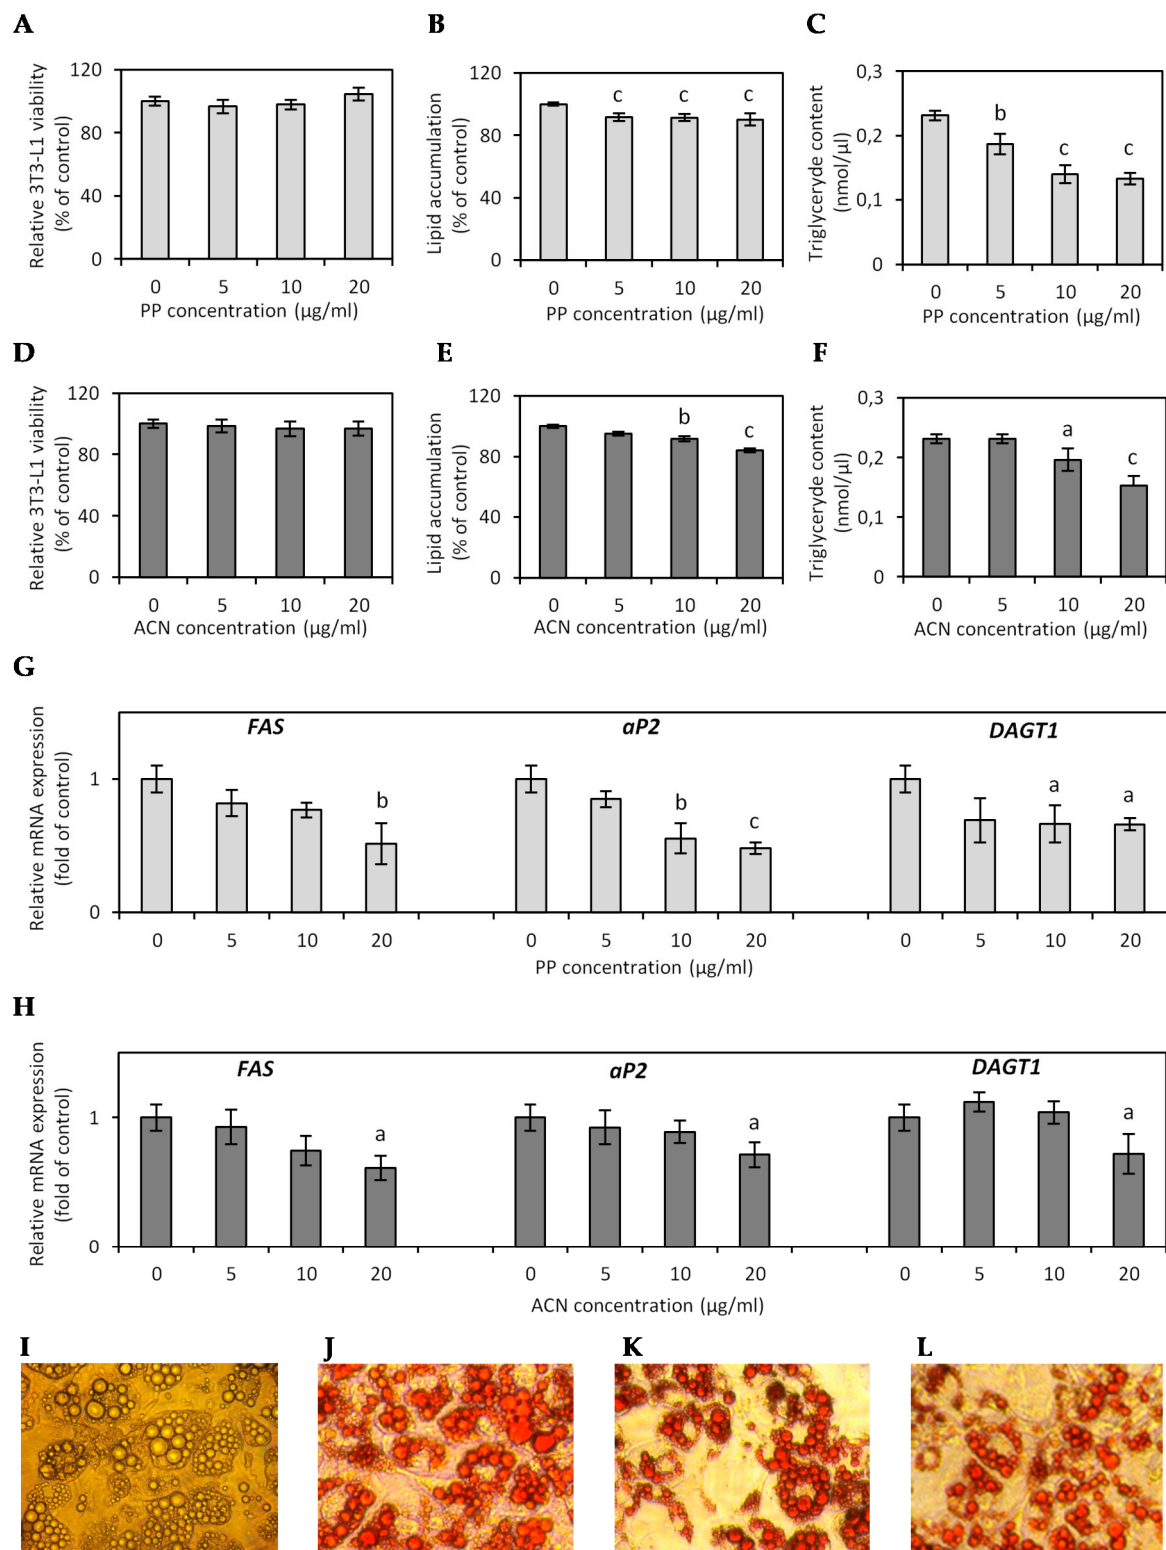 A
B
C
Relative 3T3-L1 viability
(% of control)
120
80
40
0
0 5 10 20
PP concentration (µg/ml)
Lipid accumulation
(% of control)
120
80
40
0
c c c
0 5 10 20
PP concentration (µg/ml)
Triglyceryde content
(nmol/µl)
0,3
0,2
0,1
0
b c c
0 5 10 20
PP concentration (µg/ml)
D
E
F
Relative 3T3-L1 viability
(% of control)
120
80
40
0
0 5 10 20
ACN concentration (µg/ml)
Lipid accumulation
(% of control)
120
80
40
0
b c
0 5 10 20
ACN concentration (µg/ml)
Triglyceryde content
(nmol/µl)
0,3
0,2
0,1
0
a c
0 5 10 20
ACN concentration (µg/ml)
G
Relative mRNA expression
(fold of control)
1
0
FAS aP2 DAGT1
b b c a a
0 5 10 20 0 5 10 20 0 5 10 20
PP concentration (µg/ml)
H
Relative mRNA expression
(fold of control)
1
0
FAS aP2 DAGT1
a a a
0 5 10 20 0 5 10 20 0 5 10 20
ACN concentration (µg/ml)
I J K L